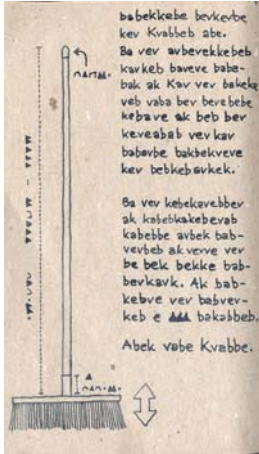 babekkebe bevkevbe
kev Kvabbeb abe.
Ba vev avbevekkebeb
kavkeb baveve babe-
bak ak Kav vev bakeke
veb vaba bev bevebebe
kebave ak beb bev
keveabab vev kav
babavbe bakbekveve
kev bebkebavkek.
Ba vev kebekavebbev
ak kabebkakebevab
kabebbe avbek bab-
vevbeb ak vevve vev
be bek bekke bab-
bevkavk. Ak bab-
kebve vev babvev-
keb e bakabbeb.
Abek vabe Kvabbe.